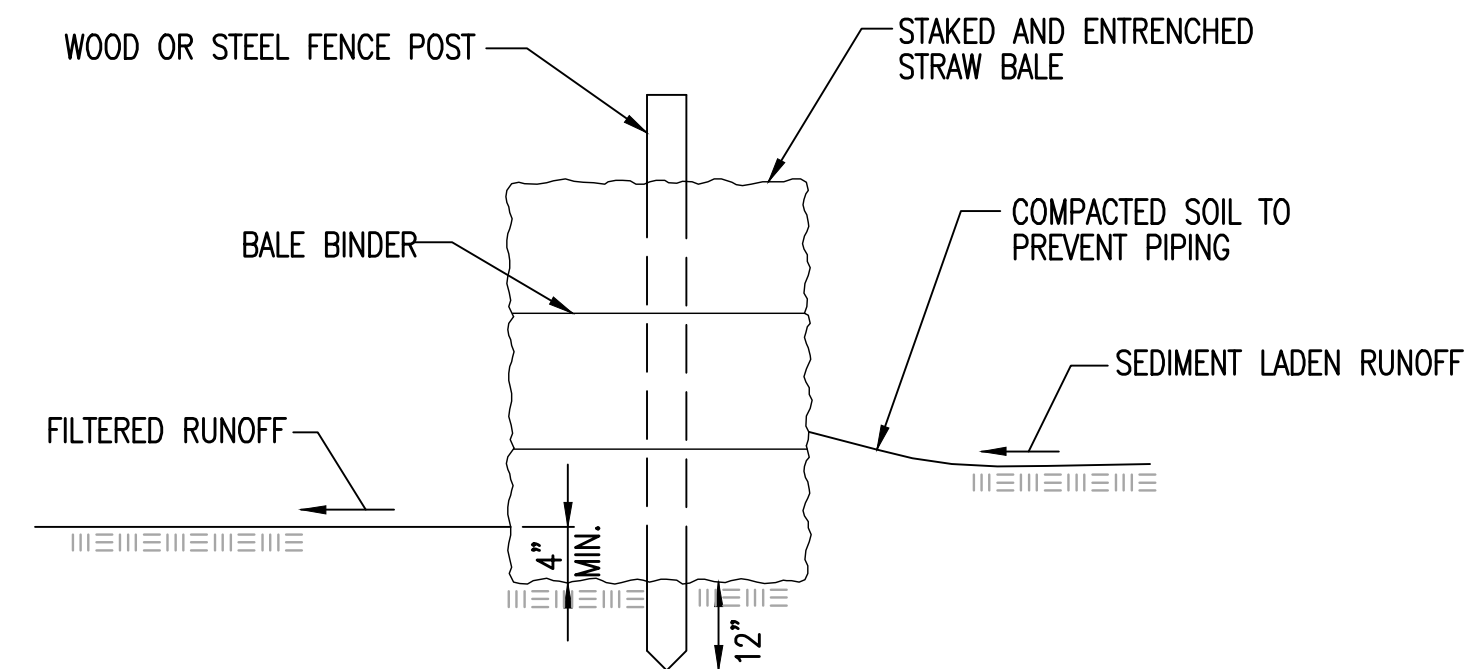 WOOD OR STEEL FENCE POST
STAKED AND ENTRENCHED
STRAW BALE
BALE BINDER
COMPACTED SOIL TO
PREVENT PIPING
SEDIMENT LADEN RUNOFF
FILTERED RUNOFF
4"
MIN.
12"